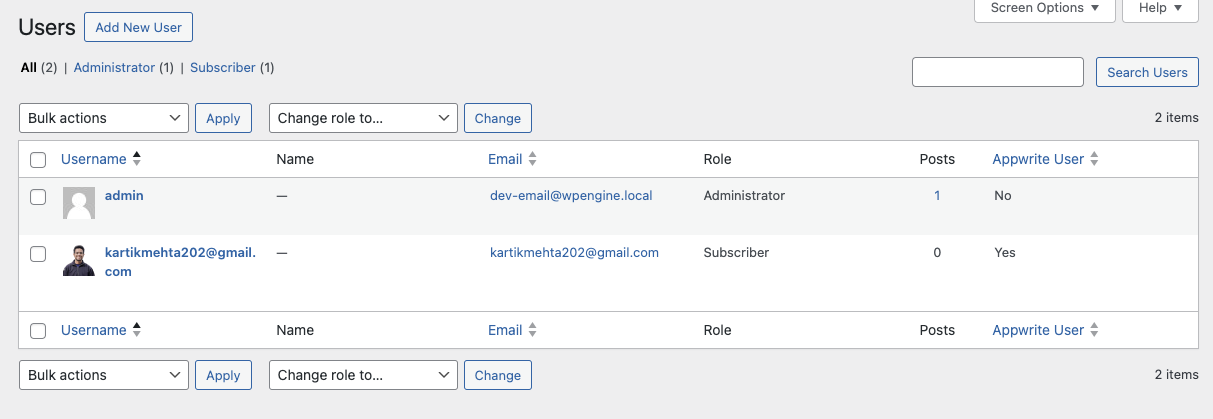 Screen Options ▼ Help ▼
Users Add New User
All (2) | Administrator (1) | Subscriber (1)
Search Users
Bulk actions Apply Change role to... Change 2 items
Username Name Email Role Posts Appwrite User
admin — dev-email@wpengine.local Administrator 1 No
kartikmehta202@gmail. — kartikmehta202@gmail.com Subscriber 0 Yes
com
Username Name Email Role Posts Appwrite User
Bulk actions Apply Change role to... Change 2 items